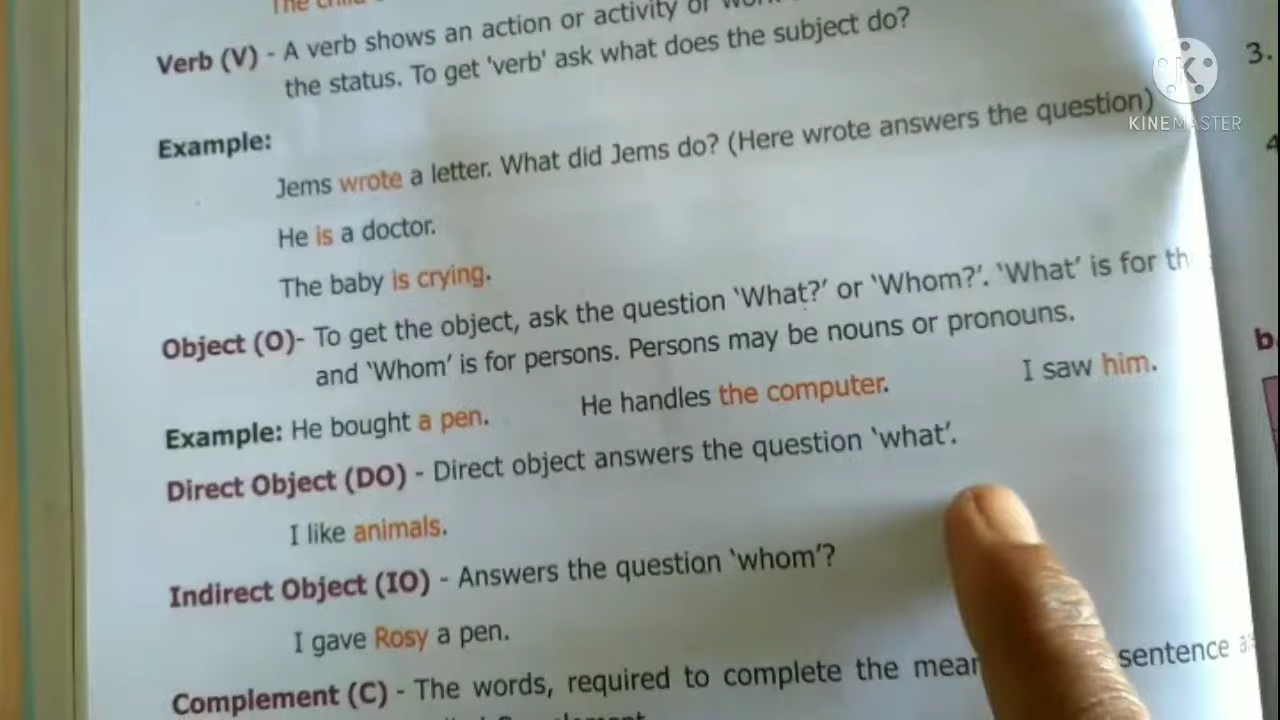 The child
Verb (V) - A verb shows an action or activity or
the status. To get 'verb' ask what does the subject do?
3.
KINEMASTER
Example:
Jems wrote a letter. What did Jems do? (Here wrote answers the question)
4
He is a doctor.
The baby is crying.
Object (O)- To get the object, ask the question ‘What?’ or ‘Whom?’. ‘What’ is for
and ‘Whom’ is for persons. Persons may be nouns or pronouns.
b
Example: He bought a pen. He handles the computer. I saw him.
Direct Object (DO) - Direct object answers the question ‘what’.
I like animals.
Indirect Object (IO) - Answers the question ‘whom’?
I gave Rosy a pen.
Complement (C) - The words, required to complete the sentence